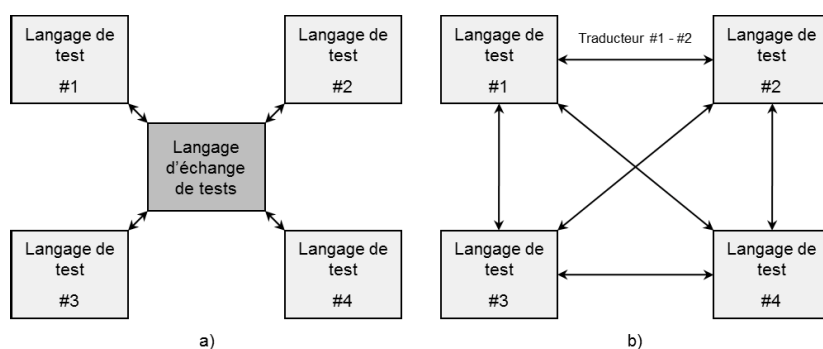 Langage de
test
#1
Langage de
test
#2
Langage
d'échange
de tests
Langage de
test
#3
Langage de
test
#4
a)
Langage de
test
#1
Traducteur #1 - #2
Langage de
test
#2
Langage de
test
#3
Langage de
test
#4
b)